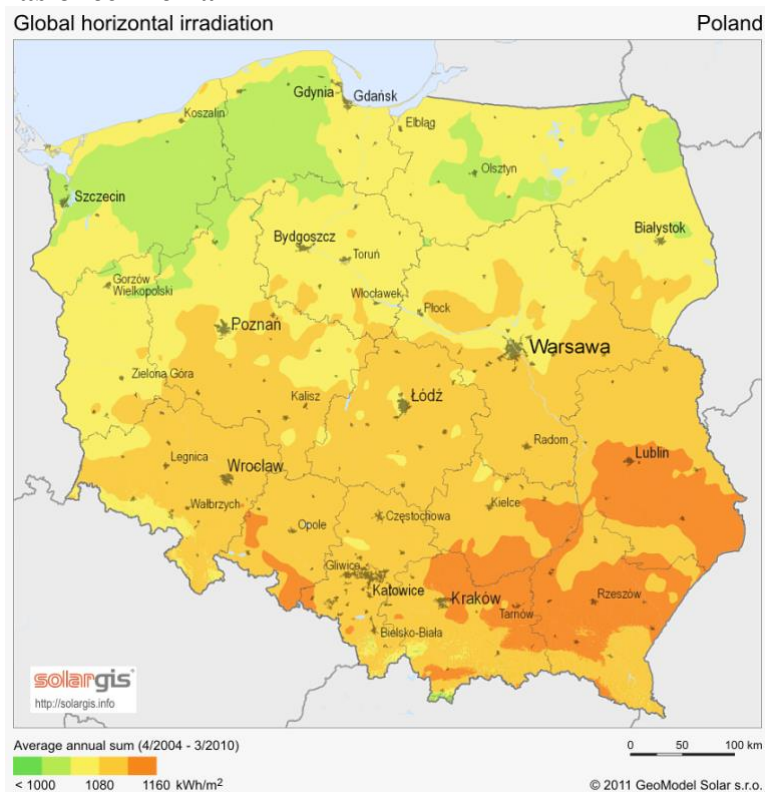 Global horizontal irradiation
Poland
Gdynia
Gdańsk
Koszalin
Elbląg
Olsztyn
Szczecin
Białystok
Bydgoszcz
Toruń
Gorzów
Wielkopolski
Włocławek
Płock
Poznań
Warsawa
Zielona Góra
Kalisz
Łódź
Radom
Legnica
Wrocław
Lublin
Wałbrzych
Opole
Częstochowa
Kielce
Gliwice
Katowice
Kraków
Tarnów
Rzeszów
Bielsko-Biała
solargis
http://solargis.info
Average annual sum (4/2004 - 3/2010)
0 50 100 km
< 1000 1080 1160 kWh/m²
© 2011 GeoModel Solar s.r.o.